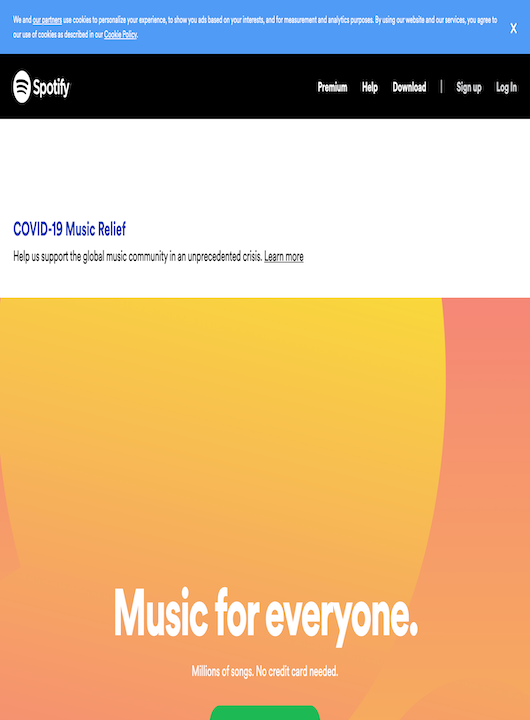 We and our partners use cookies to personalize your experience, to show you ads based on your interests, and for measurement and analytics purposes. By using our website and our services, you agree to
our use of cookies as described in our Cookie Policy.
X
Spotify
Premium Help Download | Sign up Log In
COVID-19 Music Relief
Help us support the global music community in an unprecedented crisis. Learn more
Music for everyone.
Millions of songs. No credit card needed.